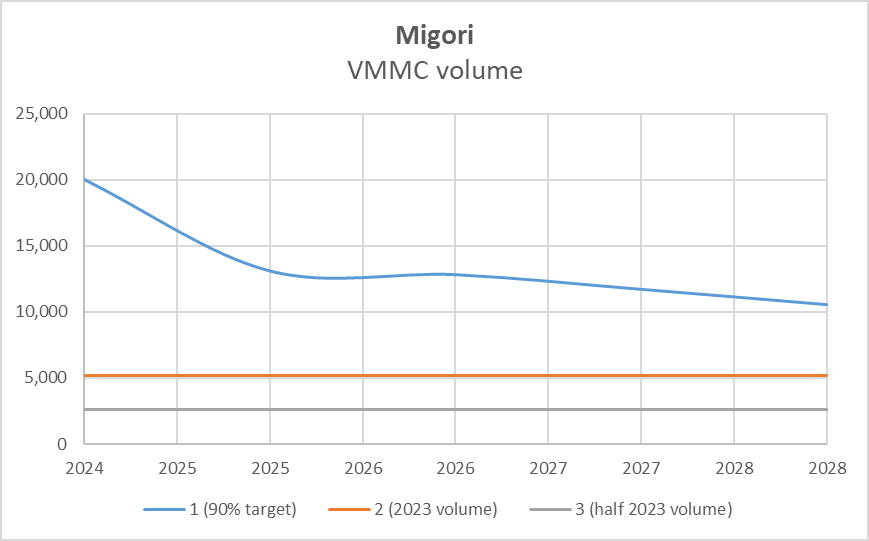 Migori
VMMC volume
25,000
20,000
15,000
10,000
5,000
0
2024 2025 2025 2026 2026 2027 2027 2028 2028
1 (90% target) 2 (2023 volume) 3 (half 2023 volume)